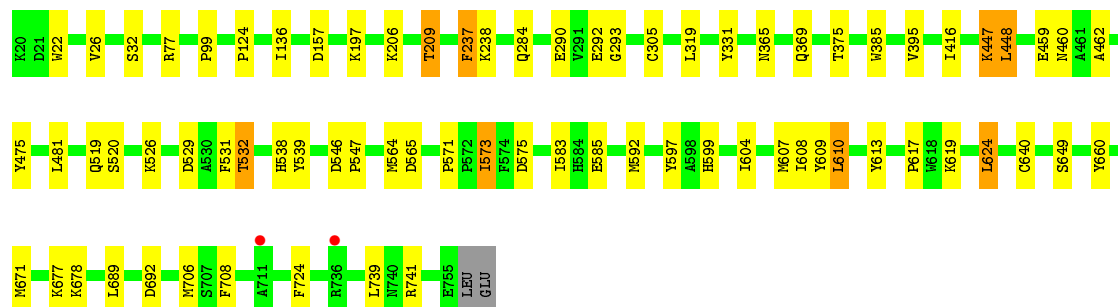 K20 D21 W22 V26 S32 R77 P99 P124 I136 D157 K197 K206 T209 F237 K238 Q284 E290 V291 E292 G293 C305 L319 Y331 N365 Q369 T375 W385 V395 I416 K447 L448 E459 N460 A461 A462
Y475 L481 Q519 S520 K526 D529 A530 F531 T532 H538 Y539 D546 P547 M564 D565 P571 P572 I573 F574 D575 I583 H584 E585 M592 Y597 A598 H599 I604 M607 I608 Y609 L610 Y613 P617 W618 K619 L624 C640 S649 Y660
M671 K677 K678 L689 D692 M706 S707 F708 A711 F724 R736 L739 N740 R741 E755 LEU GLU